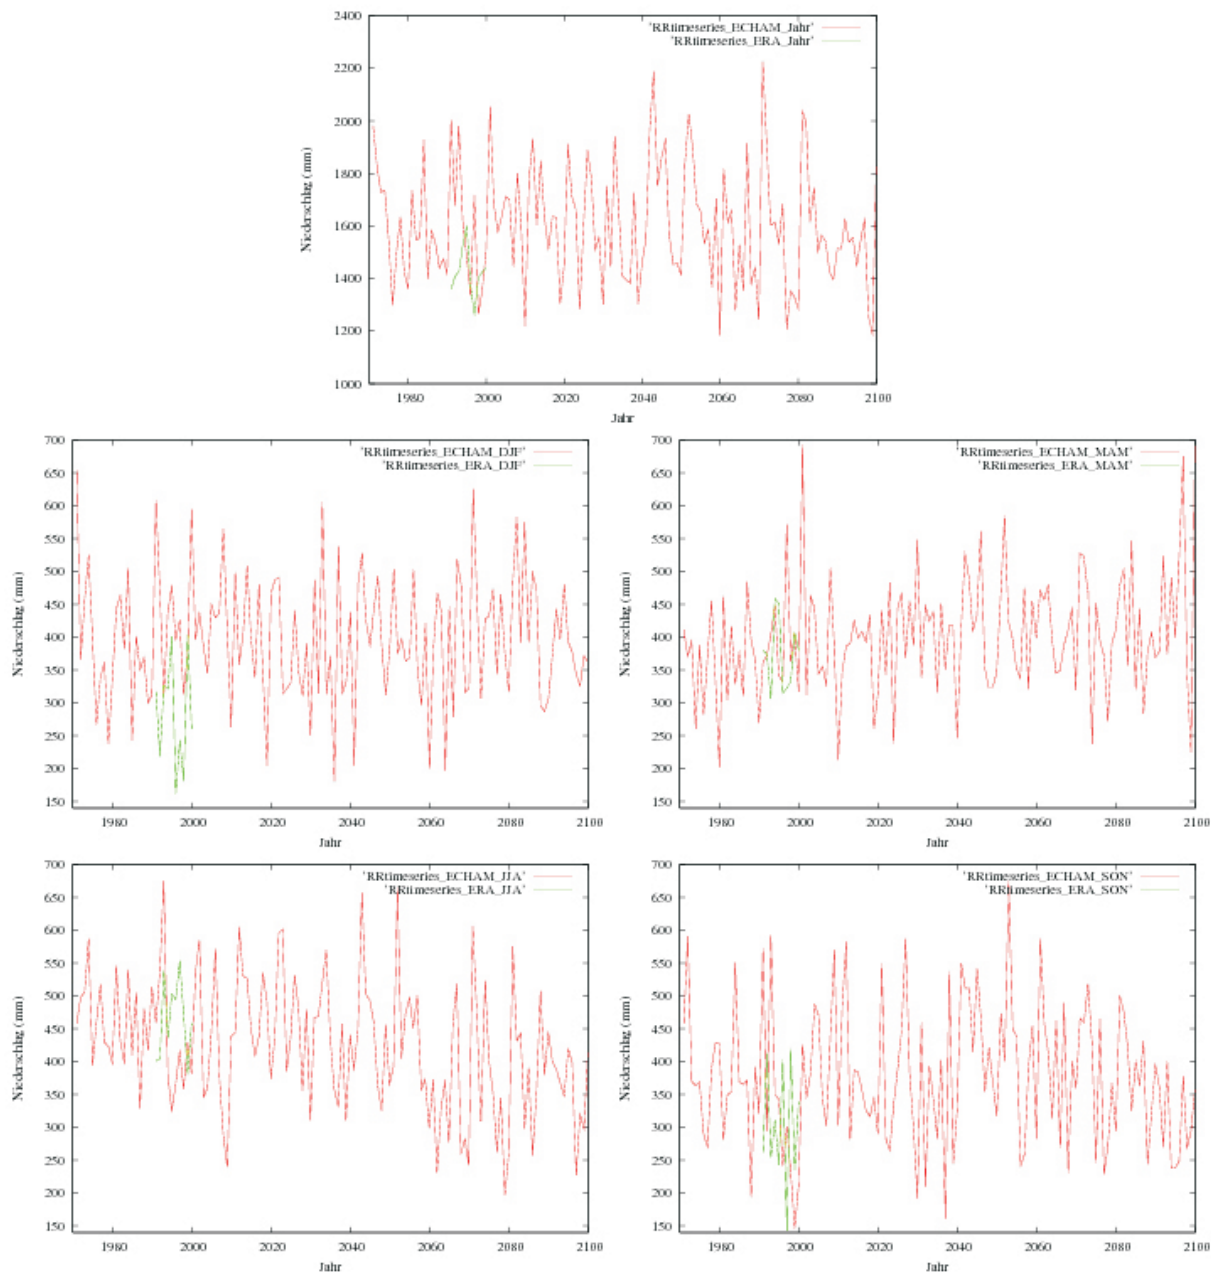 2400
2200
2000
1800
1600
1400
1200
1000
Niederschlag (mm)
'RRtimeseries_ECHAM_Jahr'
'RRtimeseries_ERA_Jahr'
1980 2000 2020 2040 2060 2080 2100
Jahr
700
650
600
550
500
450
400
350
300
250
200
150
Niederschlag (mm)
'RRtimeseries_ECHAM_DJF'
'RRtimeseries_ERA_DJF'
1980 2000 2020 2040 2060 2080 2100
Jahr
700
650
600
550
500
450
400
350
300
250
200
150
Niederschlag (mm)
'RRtimeseries_ECHAM_MAM'
'RRtimeseries_ERA_MAM'
1980 2000 2020 2040 2060 2080 2100
Jahr
700
650
600
550
500
450
400
350
300
250
200
150
Niederschlag (mm)
'RRtimeseries_ECHAM_JJA'
'RRtimeseries_ERA_JJA'
1980 2000 2020 2040 2060 2080 2100
Jahr
700
650
600
550
500
450
400
350
300
250
200
150
Niederschlag (mm)
'RRtimeseries_ECHAM_SON'
'RRtimeseries_ERA_SON'
1980 2000 2020 2040 2060 2080 2100
Jahr